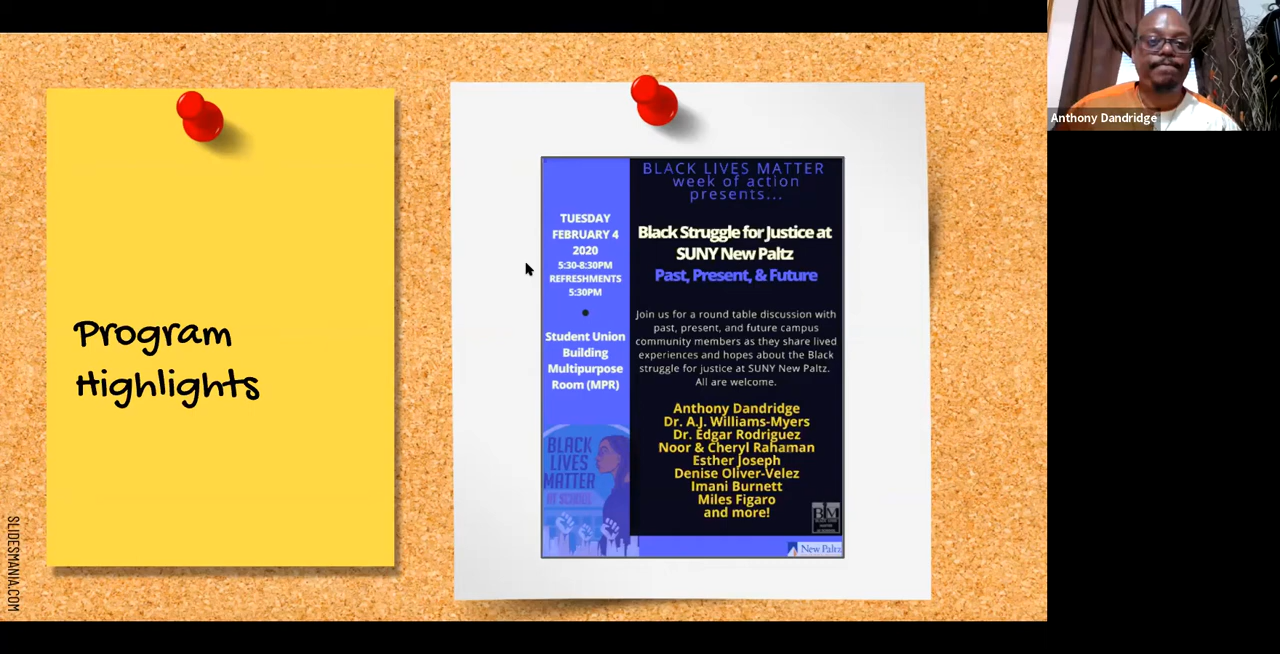 Program
Highlights
SLIDESMANIA.COM
TUESDAY
FEBRUARY 4
2020
5:30-8:30PM
REFRESHMENTS
5:30PM
Student Union
Building
Multipurpose
Room (MPR)
BLACK
LIVES
MATTER
AT SCHOOL
BLACK LIVES MATTER
week of action
presents...
Black Struggle for Justice at
SUNY New Paltz
Past, Present, & Future
Join us for a round table discussion with
past, present, and future campus
community members as they share lived
experiences and hopes about the Black
struggle for justice at SUNY New Paltz.
All are welcome.
Anthony Dandridge
Dr. A.J. Williams-Myers
Dr. Edgar Rodriguez
Noor & Cheryl Rahaman
Esther Joseph
Denise Oliver-Velez
Imani Burnett
Miles Figaro
and more!
New Paltz
Anthony Dandridge